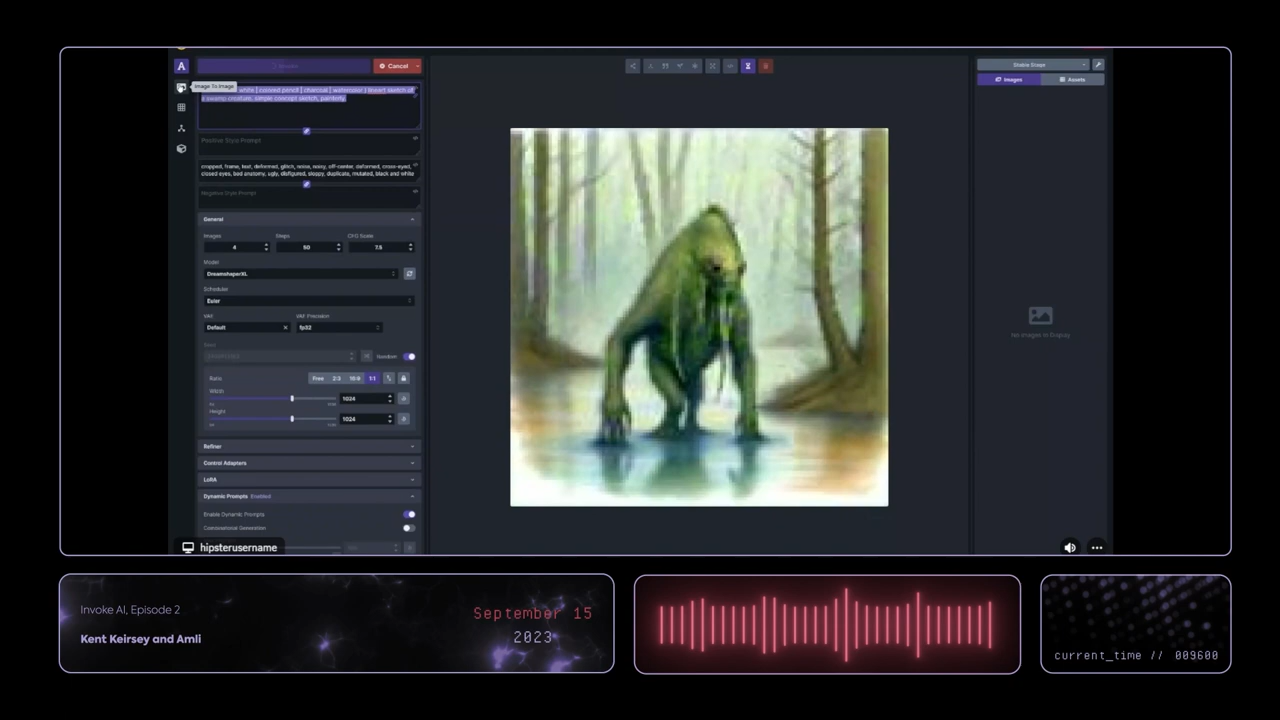 A
Invoke
Cancel
Image To Image
white | colored pencil | charcoal | watercolor ) linework sketch of
a swamp creature, simple concept sketch, painterly,
Positive Style Prompt
cropped, frame, text, deformed, glitch, noise, noisy, off-center, deformed, cross-eyed,
closed eyes, bad anatomy, ugly, disfigured, sloppy, duplicate, mutated, black and white
Negative Style Prompt
General
Images Steps CFG Scale
4 50 7.5
Model
DreamshaperXL
Scheduler
Euler
VAE VAE Precision
Default fp32
Seed
Random
Ratio Free 2:3 16:9 1:1
Width
1024
Height
1024
Refiner
Control Adapters
LoRA
Dynamic Prompts Enabled
Enable Dynamic Prompts
Combinatorial Generation
hipsterusername
Images Assets
No Images to Display
Invoke AI, Episode 2
Kent Keirsey and Amli
September 15
2023
current_time // 009600